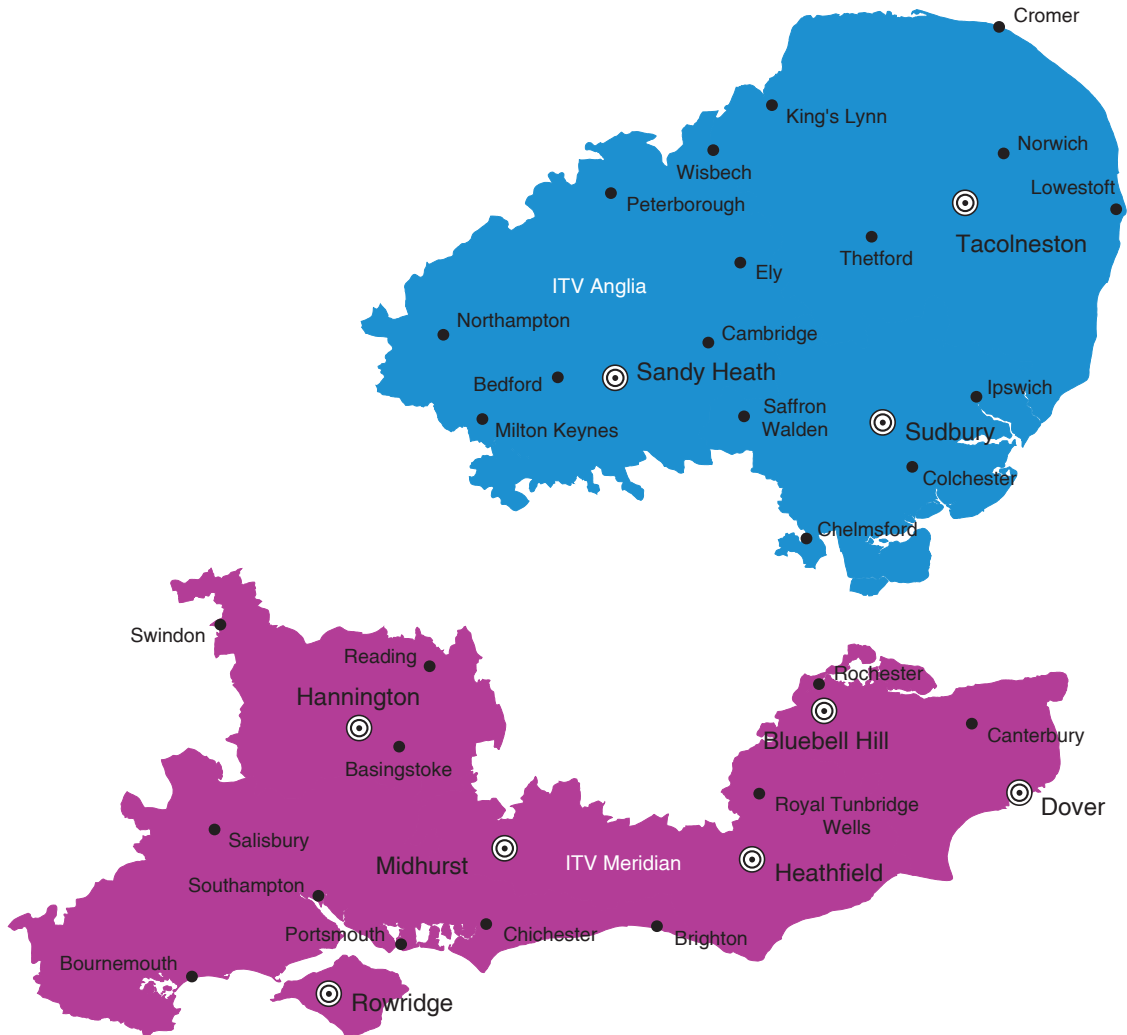 Cromer
King's Lynn
Norwich
Wisbech
Lowestoft
Peterborough
Tacolneston
Thetford
Ely
ITV Anglia
Northampton
Cambridge
Sandy Heath
Bedford
Ipswich
Saffron
Walden
Milton Keynes
Sudbury
Colchester
Chelmsford
Swindon
Reading
Rochester
Hannington
Bluebell Hill
Canterbury
Basingstoke
Royal Tunbridge
Wells
Dover
Salisbury
Midhurst
ITV Meridian
Heathfield
Southampton
Portsmouth
Chichester
Brighton
Bournemouth
Rowridge